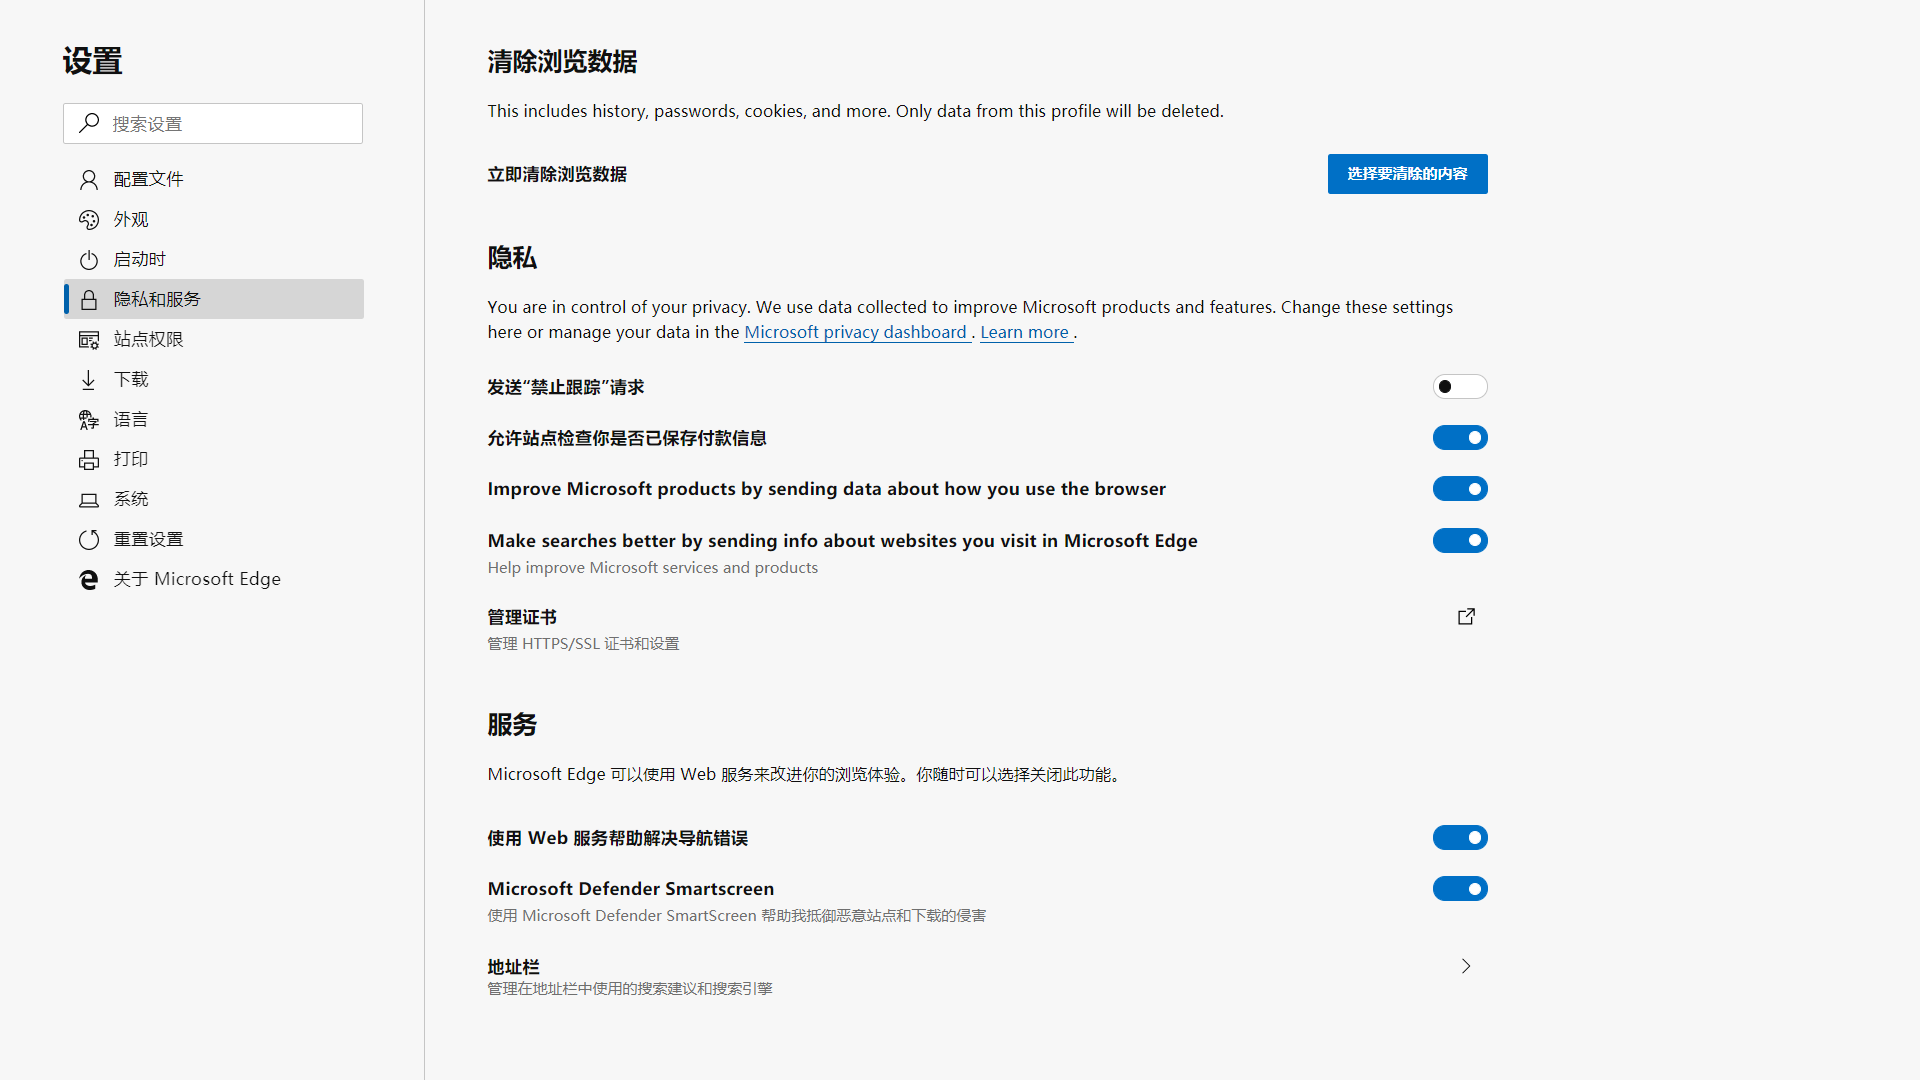 设置
搜索设置
配置文件
外观
启动时
隐私和服务
站点权限
下载
语言
打印
系统
重置设置
关于 Microsoft Edge
清除浏览数据
This includes history, passwords, cookies, and more. Only data from this profile will be deleted.
立即清除浏览数据
选择要清除的内容
隐私
You are in control of your privacy. We use data collected to improve Microsoft products and features. Change these settings
here or manage your data in the Microsoft privacy dashboard . Learn more .
发送“禁止跟踪”请求
允许站点检查你是否已保存付款信息
Improve Microsoft products by sending data about how you use the browser
Make searches better by sending info about websites you visit in Microsoft Edge
Help improve Microsoft services and products
管理证书
管理 HTTPS/SSL 证书和设置
服务
Microsoft Edge 可以使用 Web 服务来改进你的浏览体验。你随时可以选择关闭此功能。
使用 Web 服务帮助解决导航错误
Microsoft Defender Smartscreen
使用 Microsoft Defender SmartScreen 帮助我抵御恶意站点和下载的侵害
地址栏
管理在地址栏中使用的搜索建议和搜索引擎